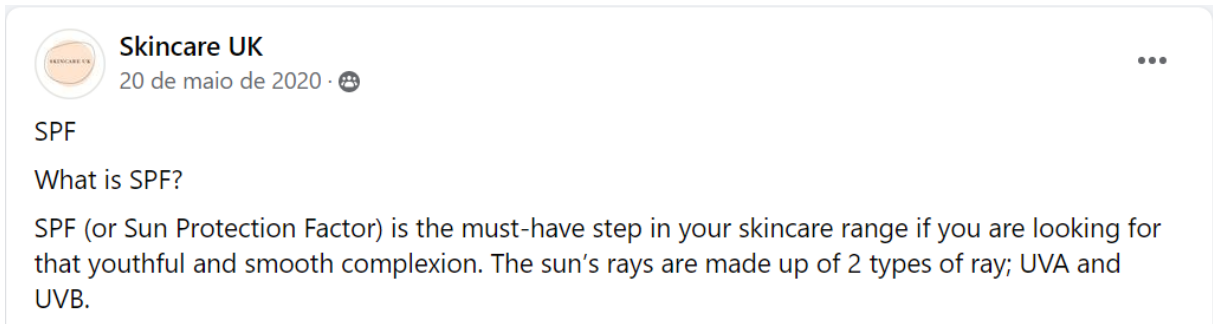 Skincare UK
SKINCARE UK
20 de maio de 2020 ·
SPF
What is SPF?
SPF (or Sun Protection Factor) is the must-have step in your skincare range if you are looking for
that youthful and smooth complexion. The sun's rays are made up of 2 types of ray; UVA and
UVB.